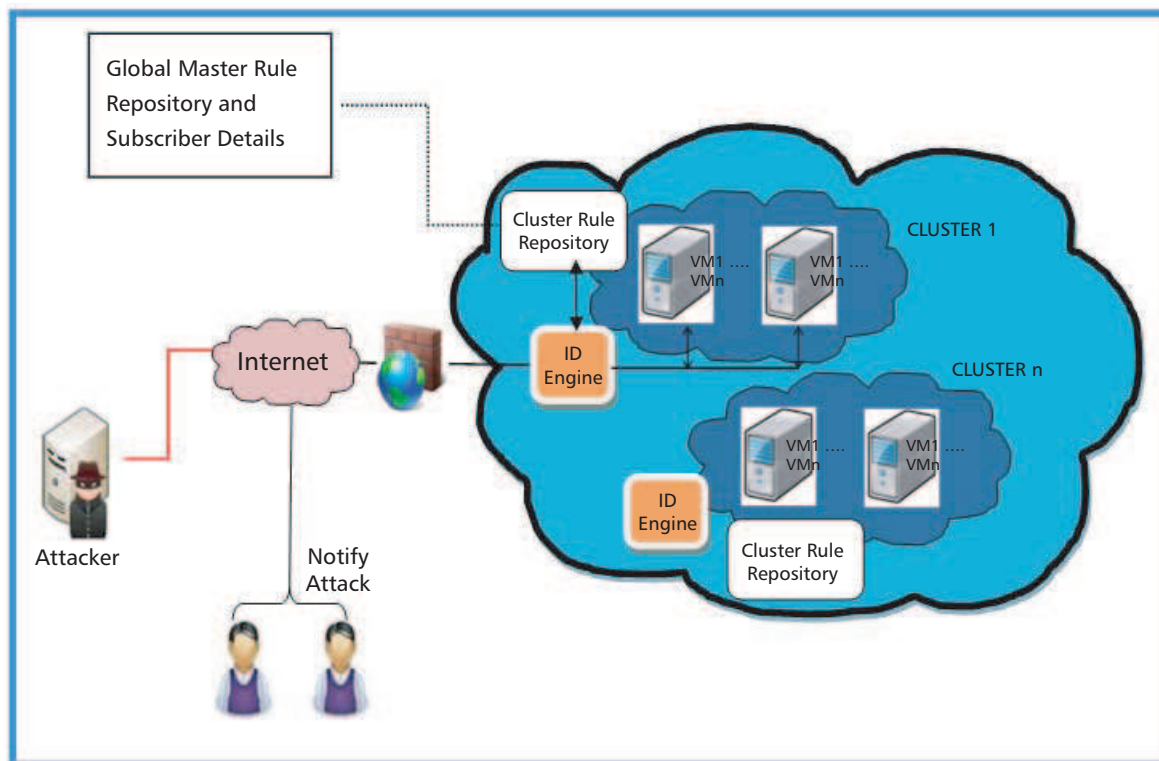 Global Master Rule
Repository and
Subscriber Details
Cluster Rule
Repository
CLUSTER 1
VM1 ....
VMn
VM1 ....
VMn
ID
Engine
Internet
CLUSTER n
VM1 ....
VMn
VM1 ....
VMn
ID
Engine
Cluster Rule
Repository
Attacker
Notify
Attack